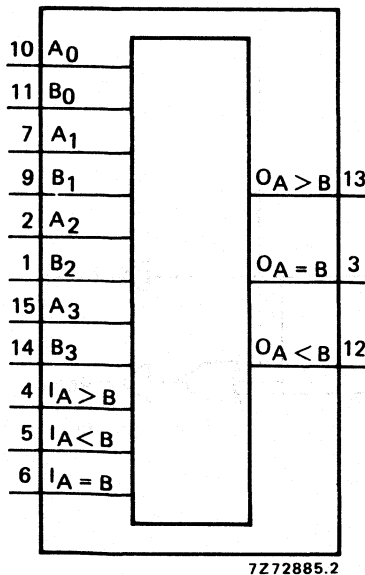 10 A0
11 B0
7 A1
9 B1
2 A2
1 B2
15 A3
14 B3
4 IA > B
5 IA < B
6 IA = B
OA > B 13
OA = B 3
OA < B 12
7Z72885.2